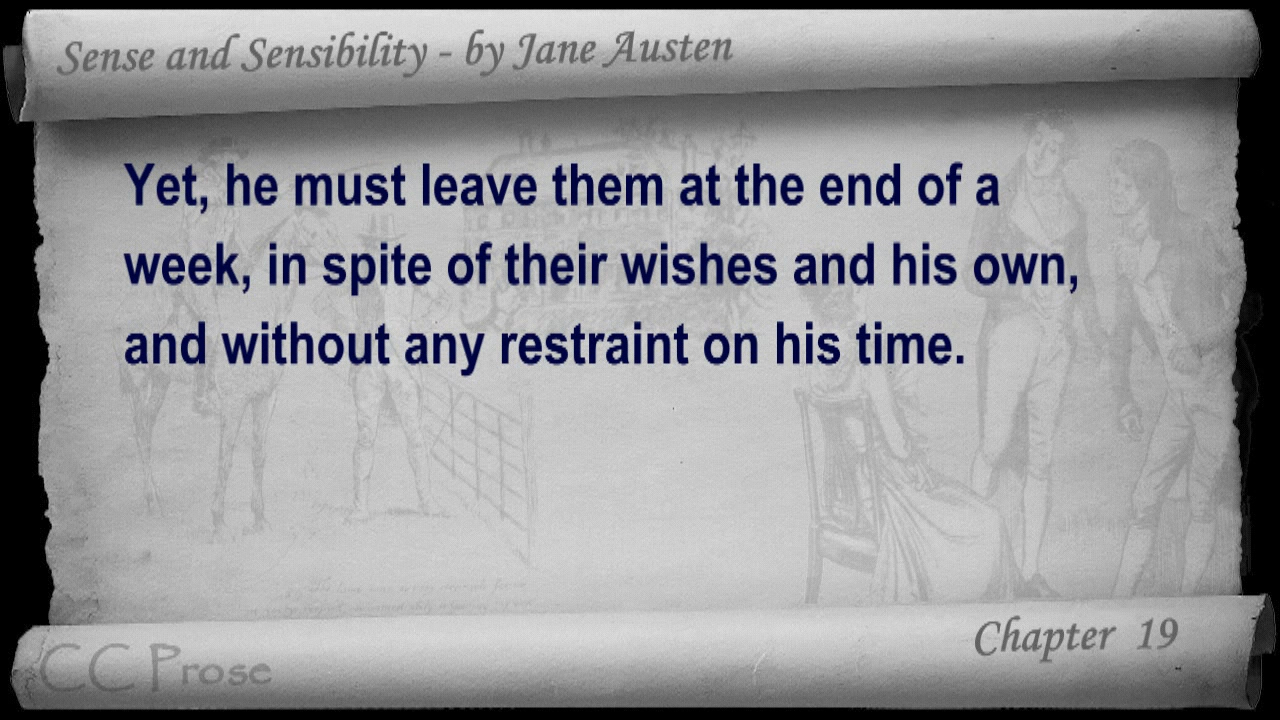 Sense and Sensibility - by Jane Austen
Yet, he must leave them at the end of a
week, in spite of their wishes and his own,
and without any restraint on his time.
Chapter 19
CC Prose